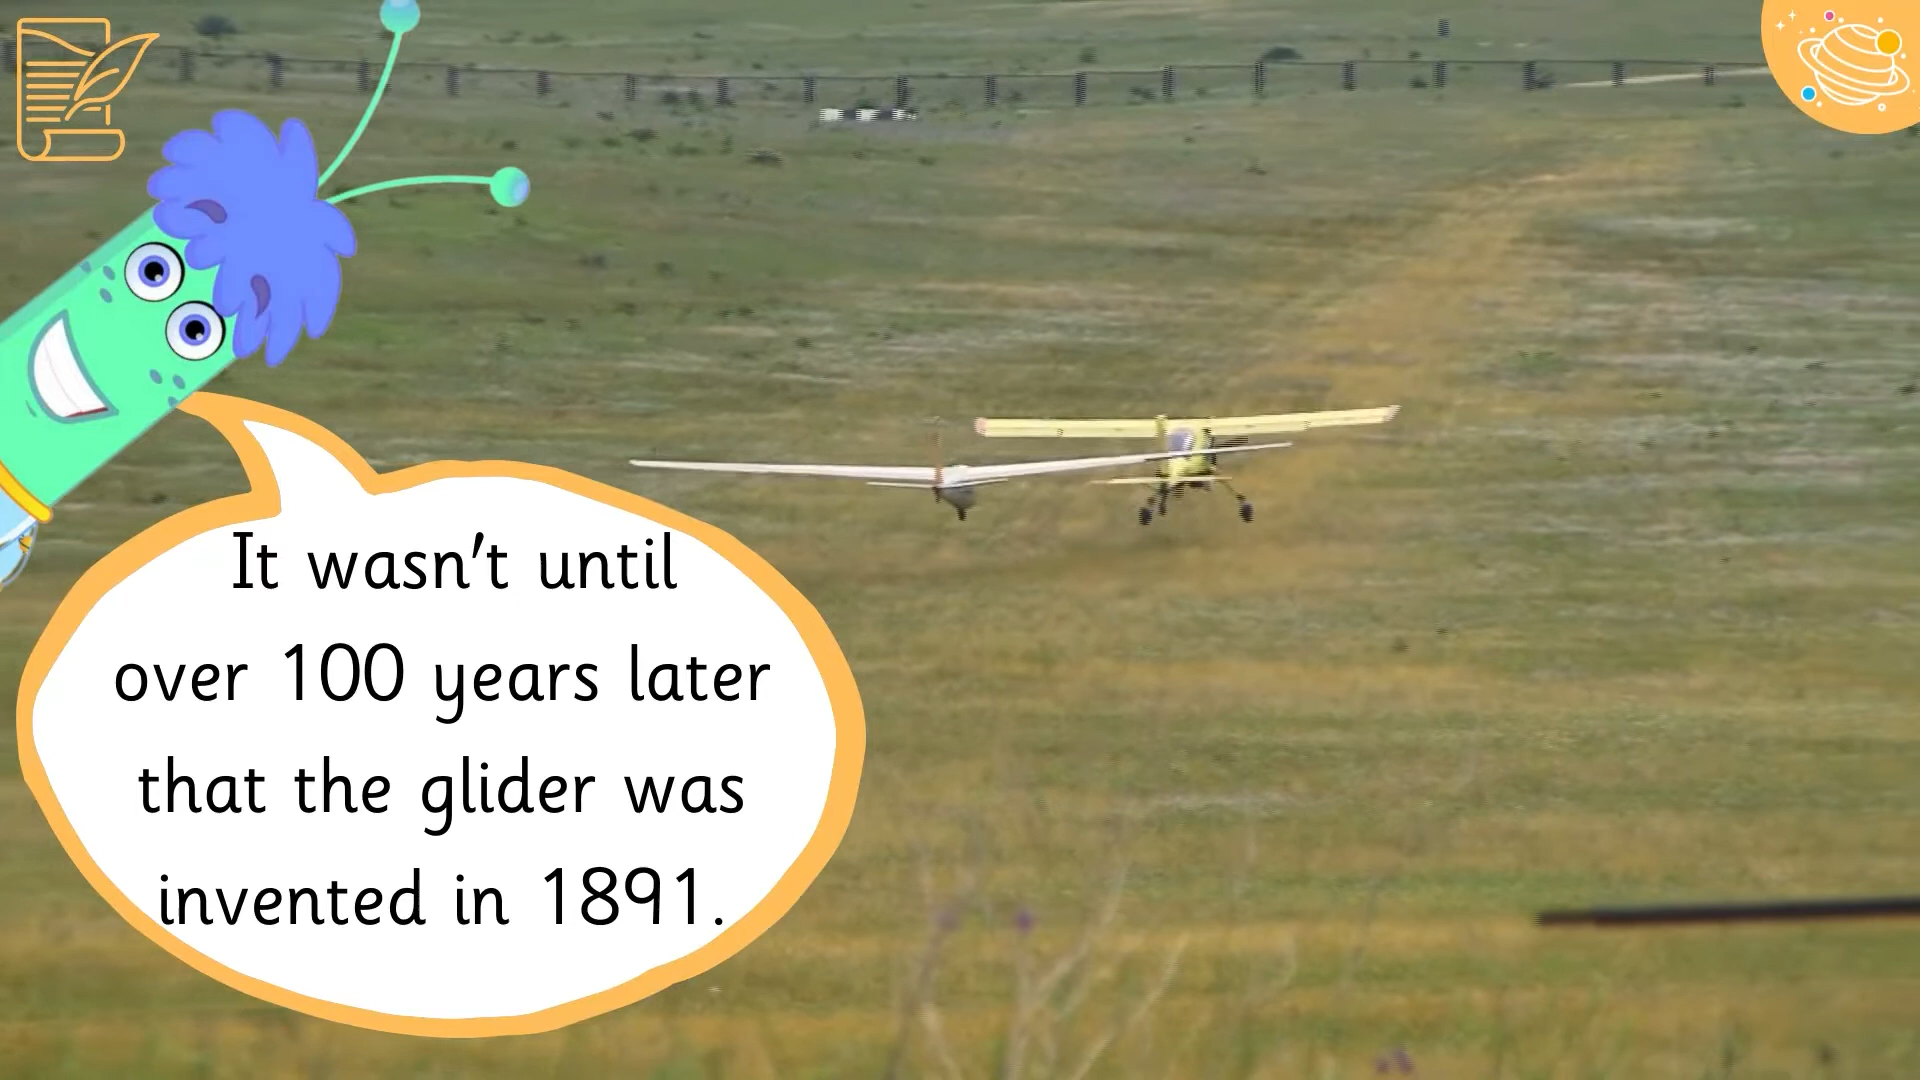 It wasn't until
over 100 years later
that the glider was
invented in 1891.